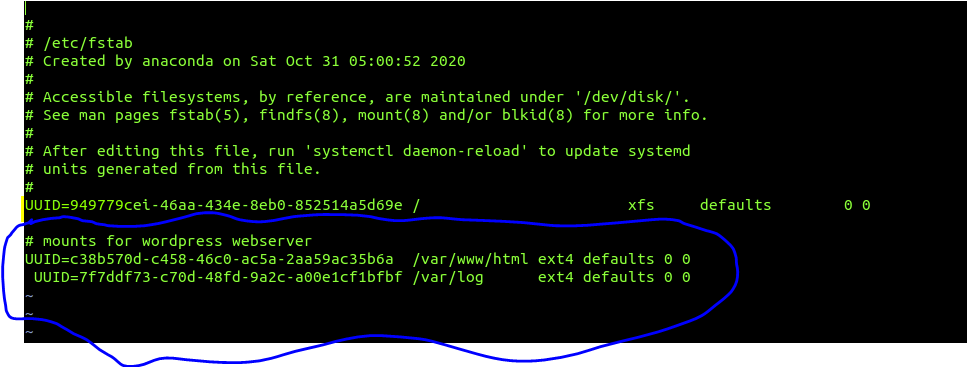 #
# /etc/fstab
# Created by anaconda on Sat Oct 31 05:00:52 2020
#
# Accessible filesystems, by reference, are maintained under '/dev/disk/'.
# See man pages fstab(5), findfs(8), mount(8) and/or blkid(8) for more info.
#
# After editing this file, run 'systemctl daemon-reload' to update systemd
# units generated from this file.
#
UUID=949779cei-46aa-434e-8eb0-852514a5d69e / xfs defaults 0 0
# mounts for wordpress webserver
UUID=c38b570d-c458-46c0-ac5a-2aa59ac35b6a /var/www/html ext4 defaults 0 0
UUID=7f7ddf73-c70d-48fd-9a2c-a00e1cf1bfbf /var/log ext4 defaults 0 0
~
~
~